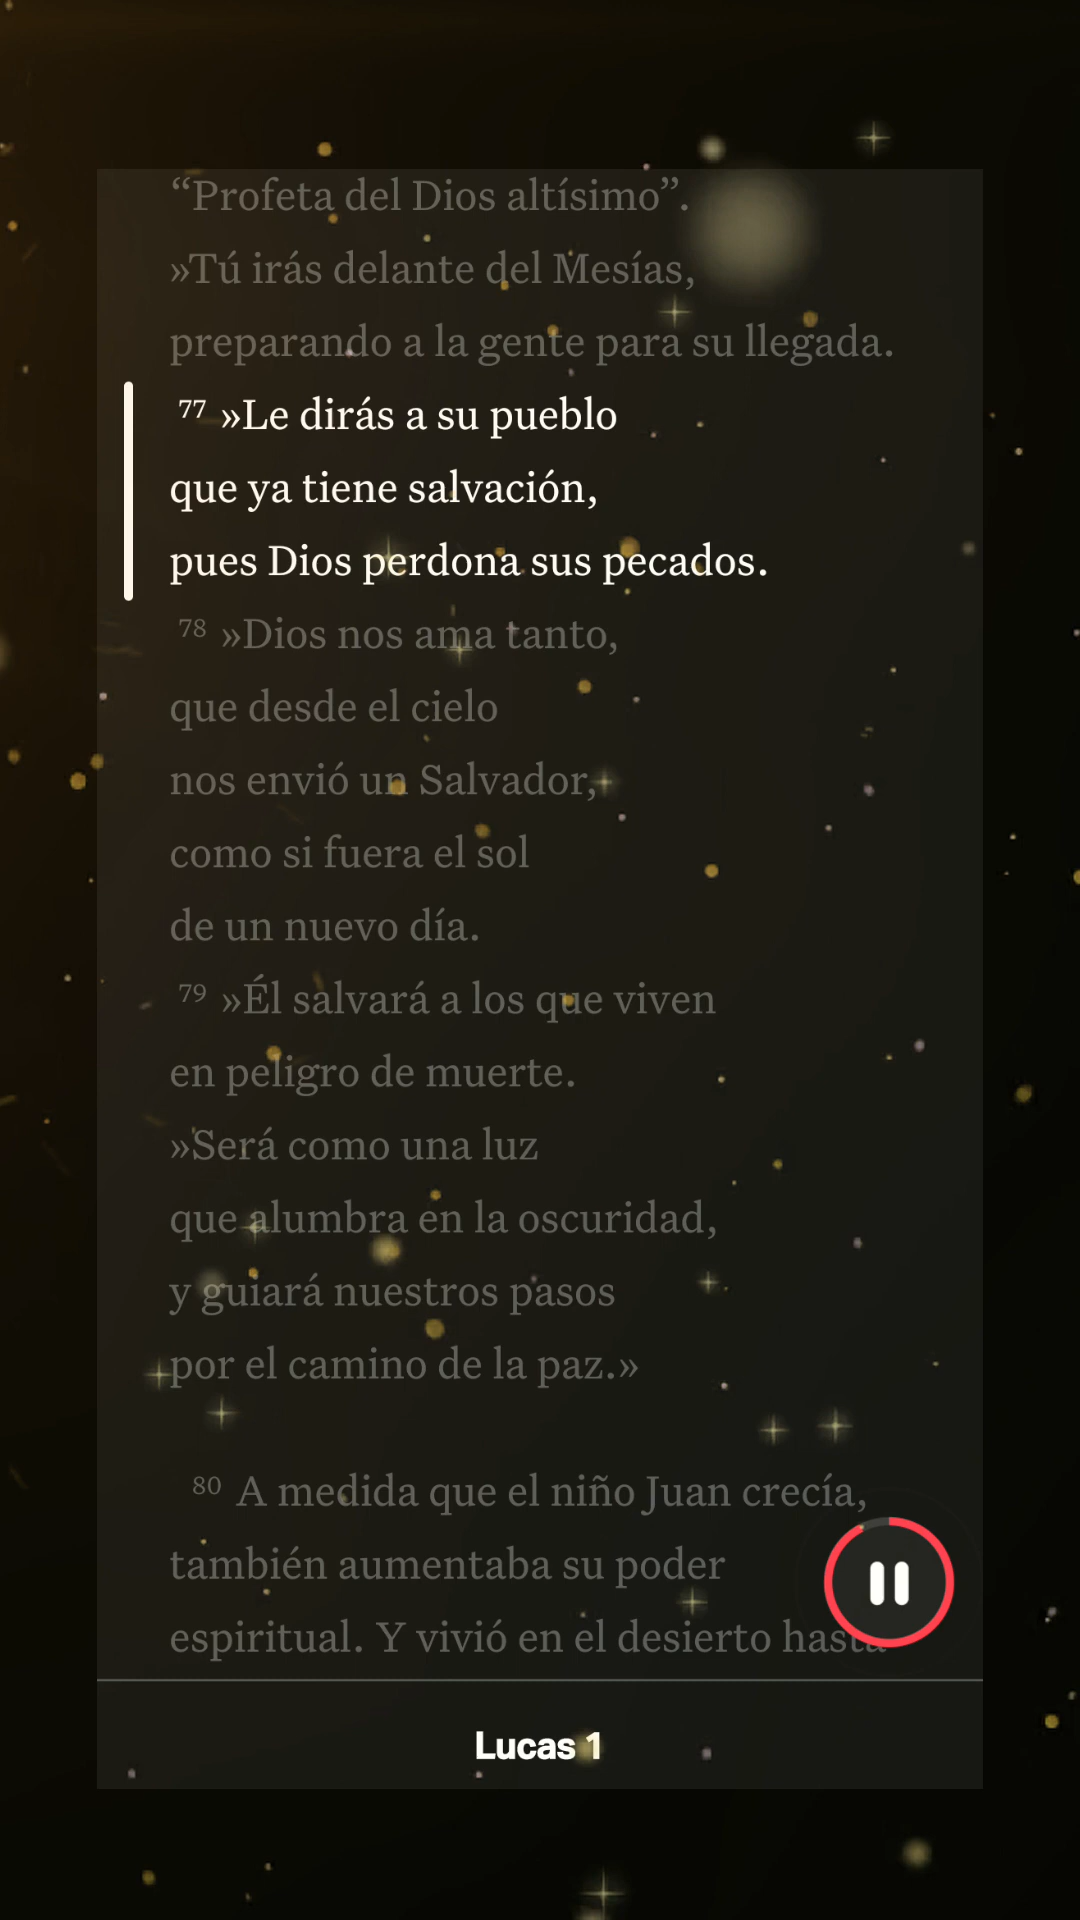 “Profeta del Dios altísimo”.
»Tú irás delante del Mesías,
preparando a la gente para su llegada.
77 »Le dirás a su pueblo
que ya tiene salvación,
pues Dios perdona sus pecados.
78 »Dios nos ama tanto,
que desde el cielo
nos envió un Salvador,
como si fuera el sol
de un nuevo día.
79 »Él salvará a los que viven
en peligro de muerte.
»Será como una luz
que alumbra en la oscuridad,
y guiará nuestros pasos
por el camino de la paz.»
80 A medida que el niño Juan crecía,
también aumentaba su poder
espiritual. Y vivió en el desierto hasta
Lucas 1